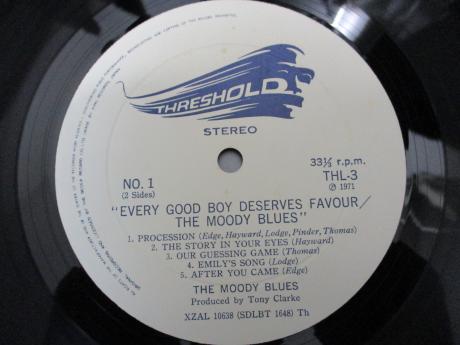 THRESHOLD
STEREO
NO. 1
(2 Sides)
33⅓ r.p.m.
THL-3
Ⓟ 1971
"EVERY GOOD BOY DESERVES FAVOUR/
THE MOODY BLUES"
1. PROCESSION (Edge, Hayward, Lodge, Pinder, Thomas)
2. THE STORY IN YOUR EYES (Hayward)
3. OUR GUESSING GAME (Thomas)
4. EMILY'S SONG (Lodge)
5. AFTER YOU CAME (Edge)
THE MOODY BLUES
Produced by Tony Clarke
XZAL 10638 (SDLBT 1648) Th